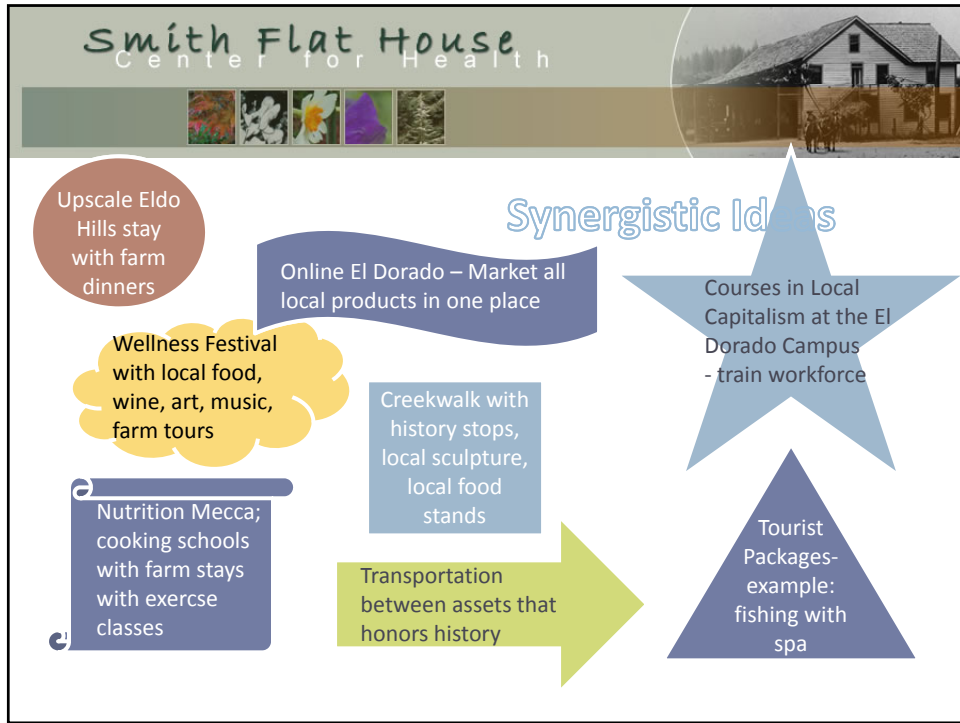 Smith Flat House
Center for Health
Synergistic Ideas
Upscale Eldo
Hills stay
with farm
dinners
Online El Dorado – Market all
local products in one place
Courses in Local
Capitalism at the El
Dorado Campus
- train workforce
Wellness Festival
with local food,
wine, art, music,
farm tours
Creekwalk with
history stops,
local sculpture,
local food
stands
Nutrition Mecca;
cooking schools
with farm stays
with exercse
classes
Transportation
between assets that
honors history
Tourist
Packages-
example:
fishing with
spa